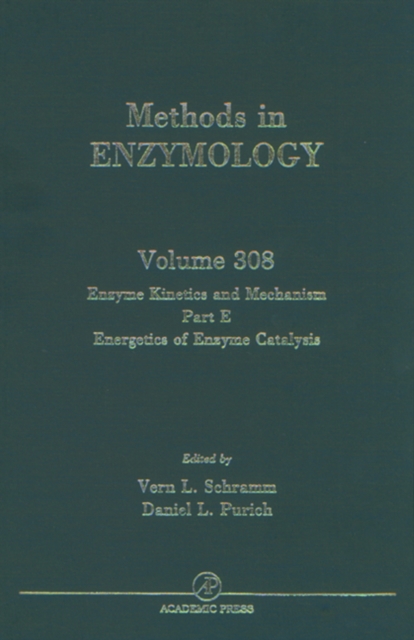 Methods in
ENZYMOLOGY
Volume 308
Enzyme Kinetics and Mechanism
Part E
Energetics of Enzyme Catalysis
Edited by
Vern L. Schramm
Daniel L. Purich
AP
ACADEMIC PRESS